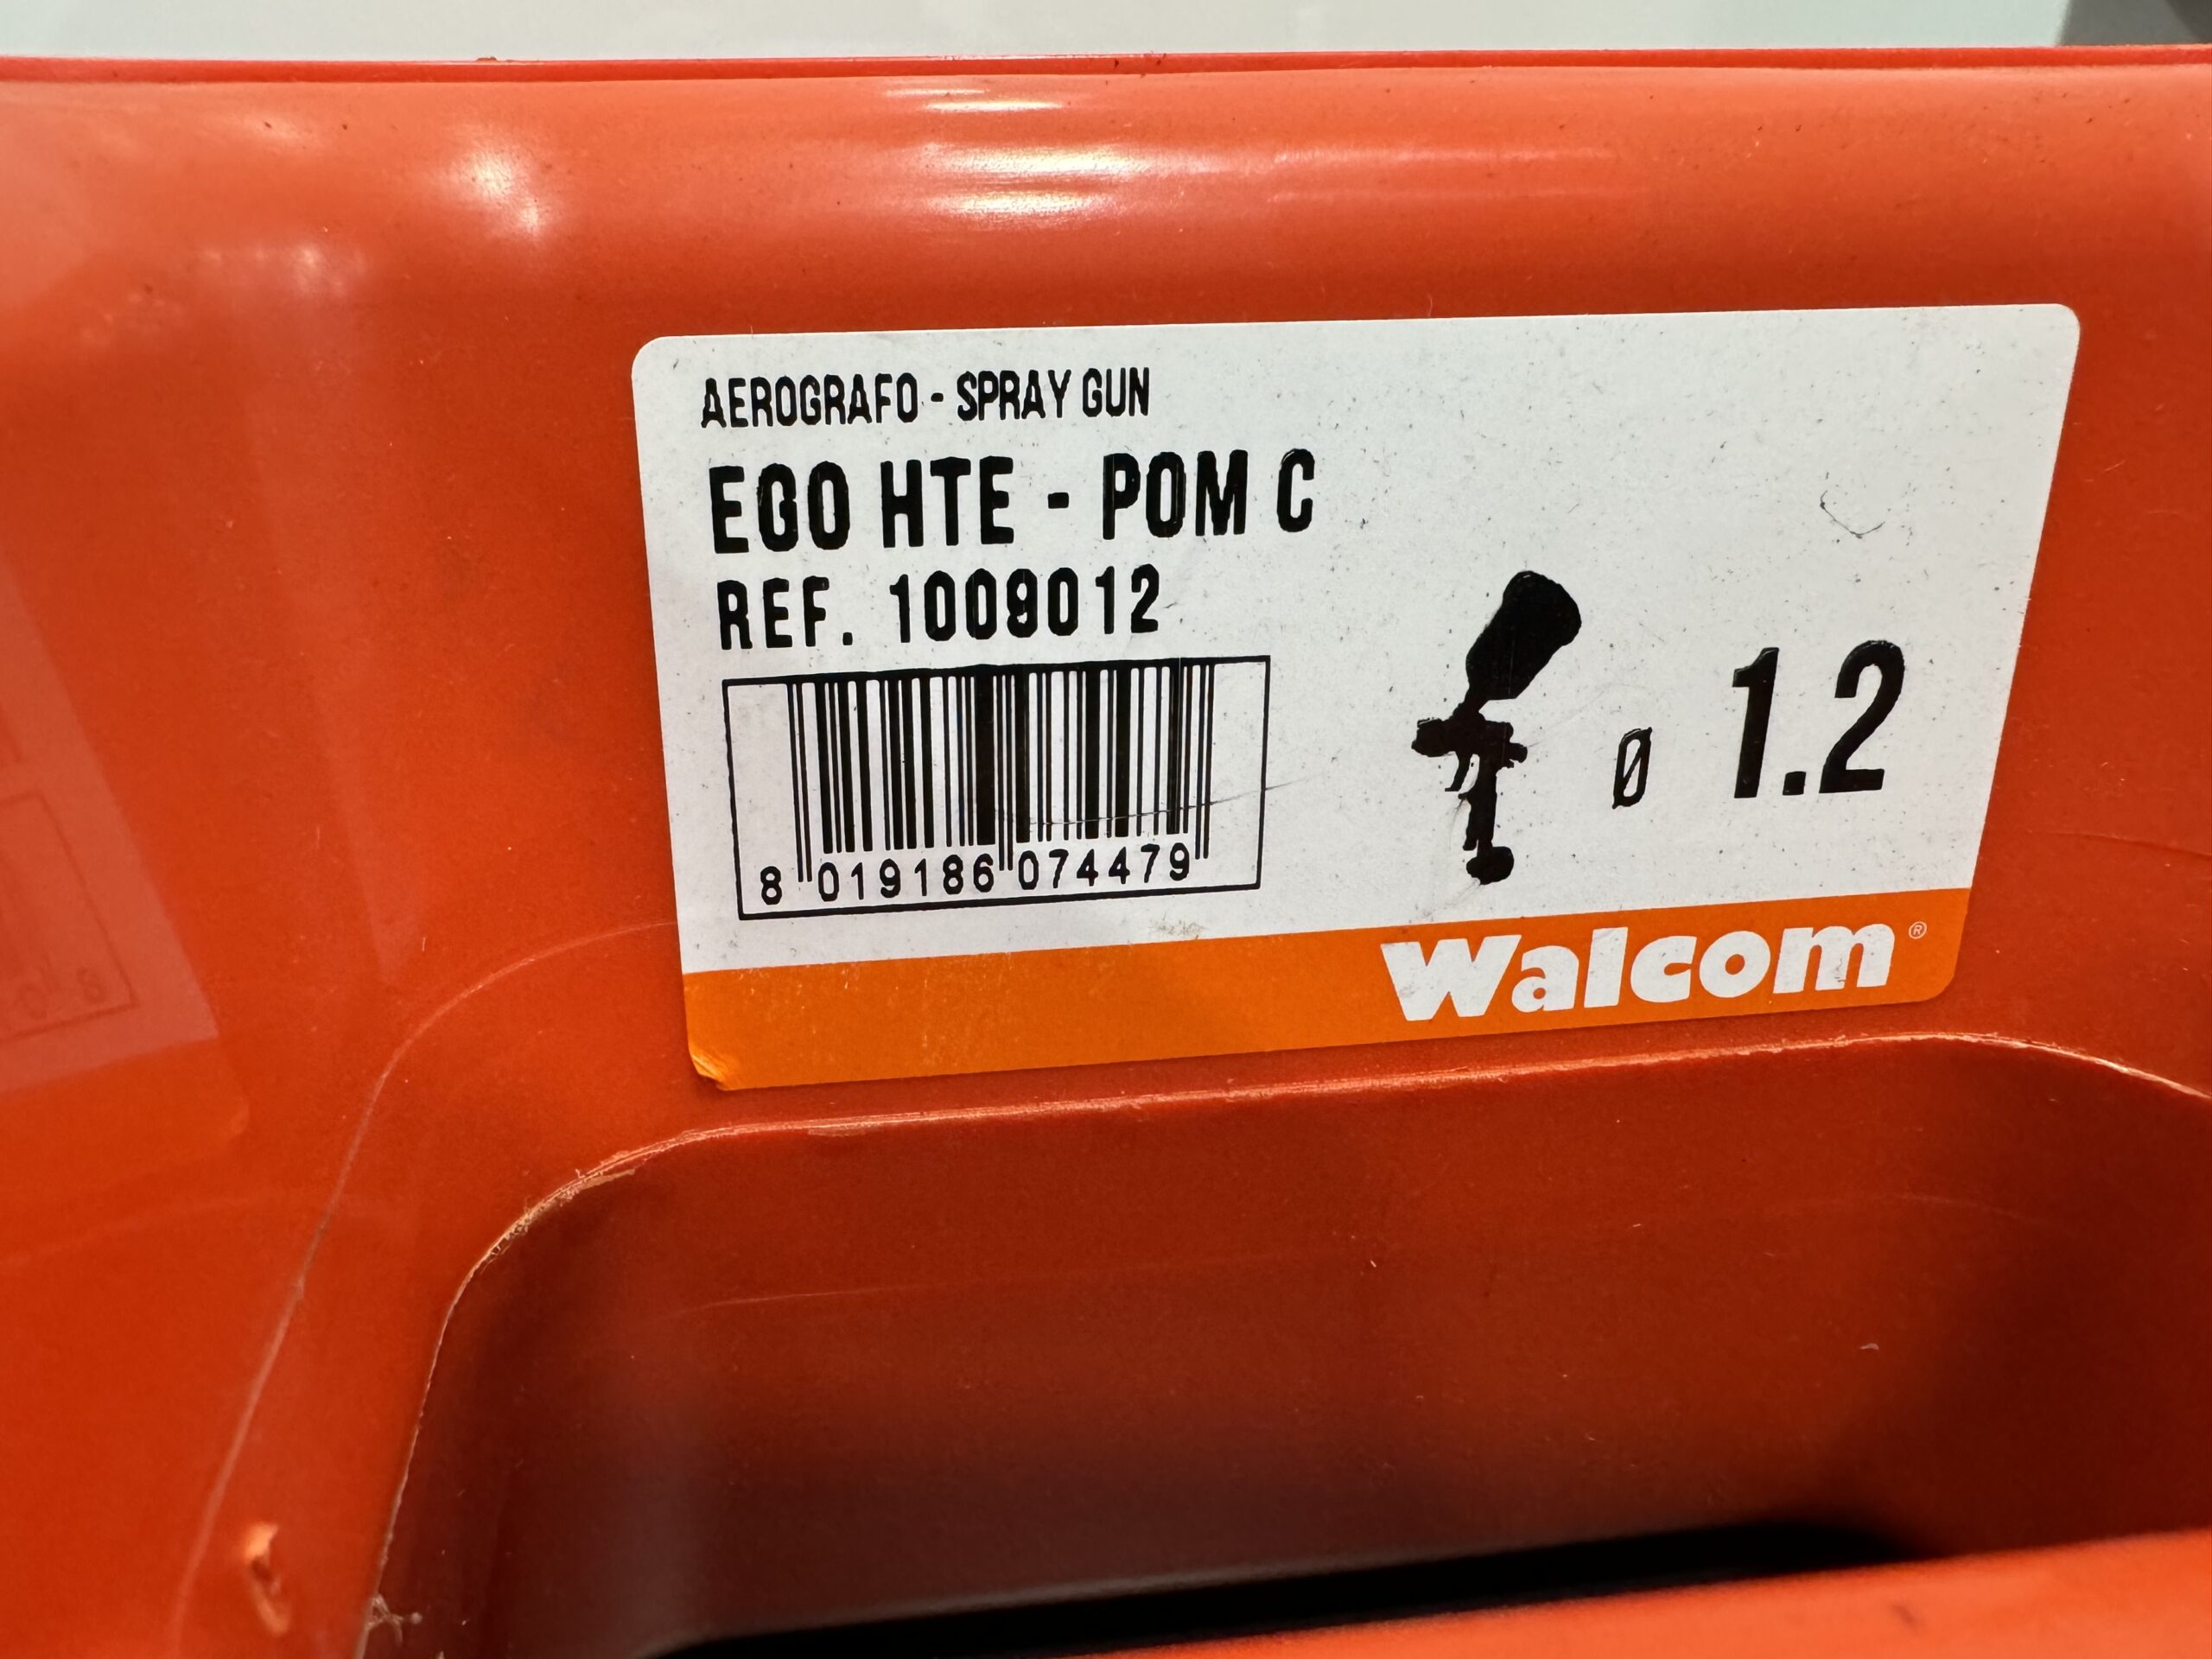 AEROGRAFO - SPRAY GUN
EGO HTE - POM C
REF. 1009012
8 019186 074479
Ø 1.2
Walcom®